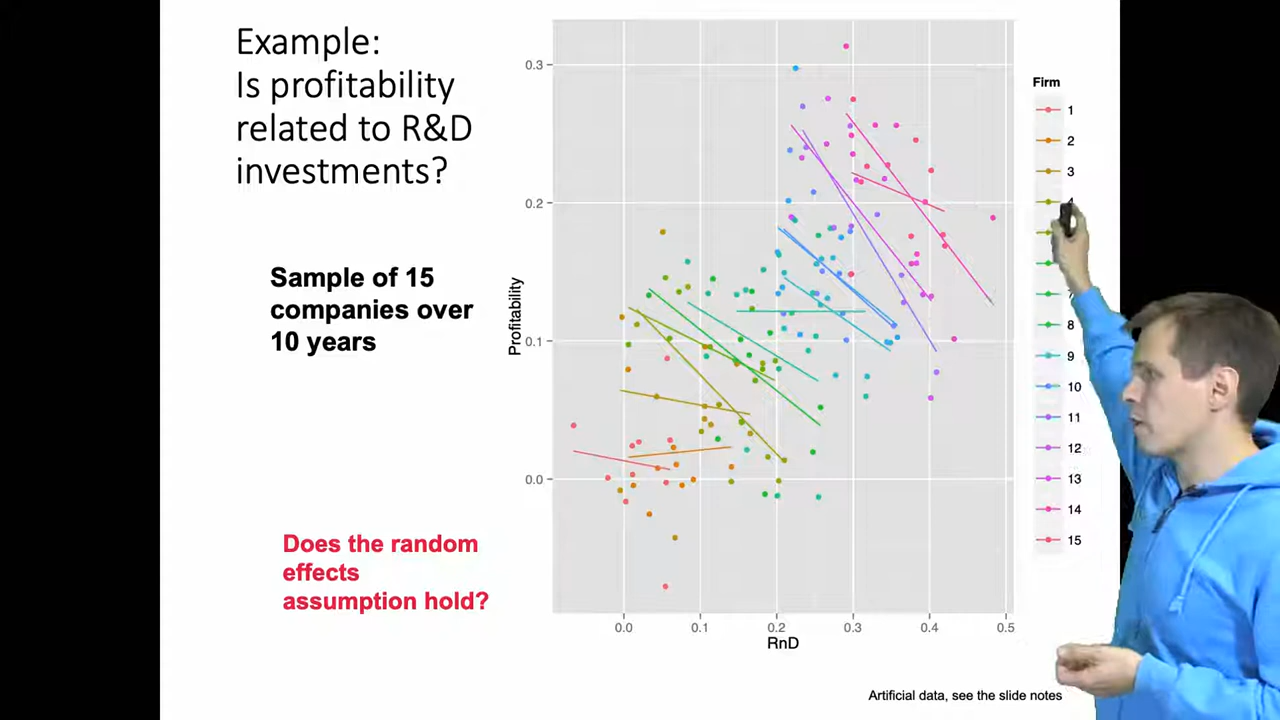 Example:
Is profitability
related to R&D
investments?
Sample of 15
companies over
10 years
Does the random
effects
assumption hold?
Profitability
0.3
0.2
0.1
0.0
0.0 0.1 0.2 0.3 0.4 0.5
RnD
Firm
1
2
3
4
8
9
10
11
12
13
14
15
Artificial data, see the slide notes